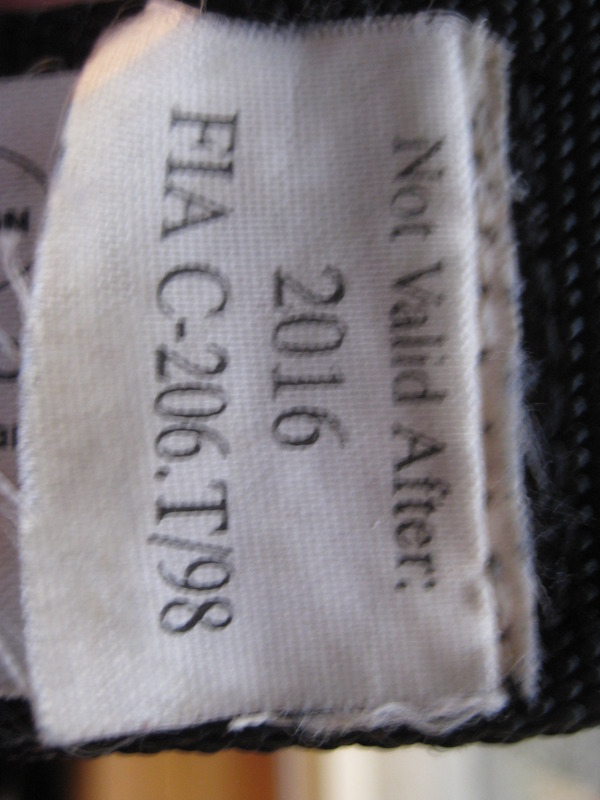 Not Valid After:
2016
FIA C-206.T/98